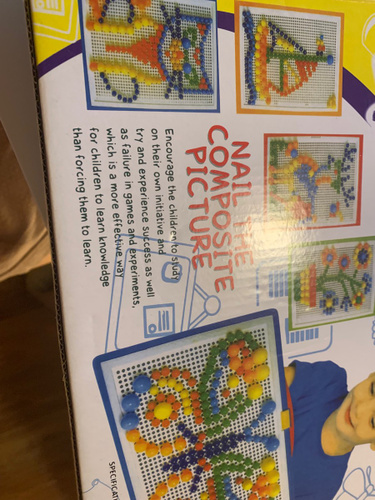 NAIL THE
COMPOSITE
PICTURE
Encourage the children to study
on their own initiative and
try and experience success as well
as failure in games and experiments,
which is a more effective way
for children to learn knowledge
than forcing them to learn.